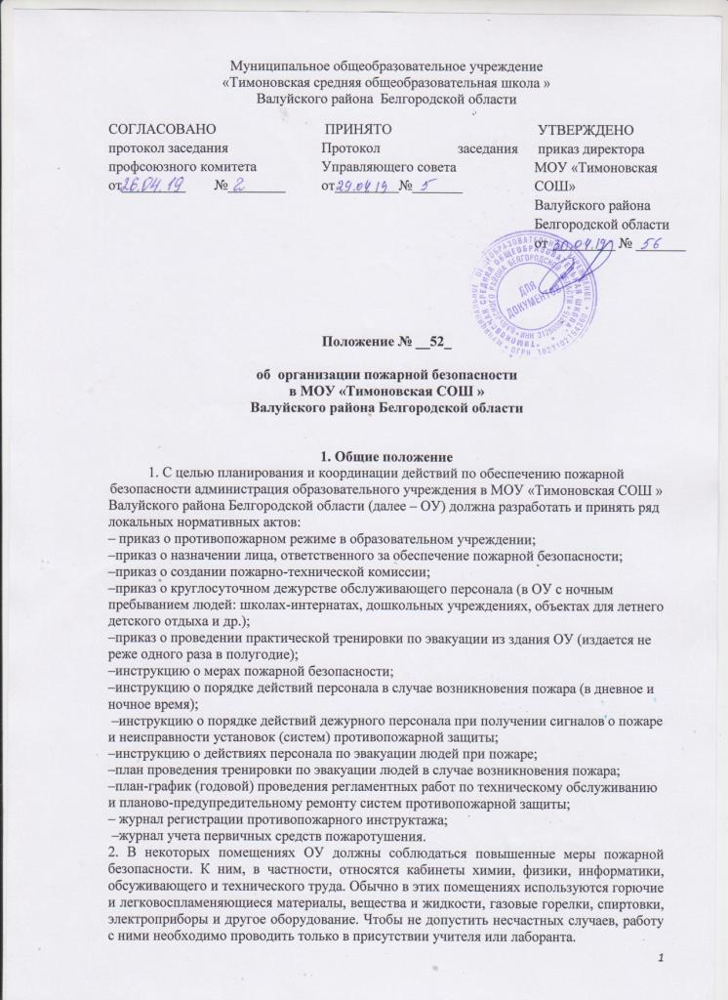 Муниципальное общеобразовательное учреждение
«Тимоновская средняя общеобразовательная школа »
Валуйского района Белгородской области
СОГЛАСОВАНО
протокол заседания
профсоюзного комитета
от 26.04.19 № 2
ПРИНЯТО
Протокол заседания
Управляющего совета
от 29.04.19 № 5
УТВЕРЖДЕНО
приказ директора
МОУ «Тимоновская
СОШ»
Валуйского района
Белгородской области
от 30.04.19 № 56
ДЛЯ
ДОКУМЕНТОВ
Положение № __52_
об организации пожарной безопасности
в МОУ «Тимоновская СОШ »
Валуйского района Белгородской области
1. Общие положение
1. С целью планирования и координации действий по обеспечению пожарной
безопасности администрация образовательного учреждения в МОУ «Тимоновская СОШ »
Валуйского района Белгородской области (далее – ОУ) должна разработать и принять ряд
локальных нормативных актов:
– приказ о противопожарном режиме в образовательном учреждении;
–приказ о назначении лица, ответственного за обеспечение пожарной безопасности;
–приказ о создании пожарно-технической комиссии;
–приказ о круглосуточном дежурстве обслуживающего персонала (в ОУ с ночным
пребыванием людей: школах-интернатах, дошкольных учреждениях, объектах для летнего
детского отдыха и др.);
–приказ о проведении практической тренировки по эвакуации из здания ОУ (издается не
реже одного раза в полугодие);
–инструкцию о мерах пожарной безопасности;
–инструкцию о порядке действий персонала в случае возникновения пожара (в дневное и
ночное время);
–инструкцию о порядке действий дежурного персонала при получении сигналов о пожаре
и неисправности установок (систем) противопожарной защиты;
–инструкцию о действиях персонала по эвакуации людей при пожаре;
–план проведения тренировки по эвакуации людей в случае возникновения пожара;
–план-график (годовой) проведения регламентных работ по техническому обслуживанию
и планово-предупредительному ремонту систем противопожарной защиты;
– журнал регистрации противопожарного инструктажа;
–журнал учета первичных средств пожаротушения.
2. В некоторых помещениях ОУ должны соблюдаться повышенные меры пожарной
безопасности. К ним, в частности, относятся кабинеты химии, физики, информатики,
обсуживающего и технического труда. Обычно в этих помещениях используются горючие
и легковоспламеняющиеся материалы, вещества и жидкости, газовые горелки, спиртовки,
электроприборы и другое оборудование. Чтобы не допустить несчастных случаев, работу
с ними необходимо проводить только в присутствии учителя или лаборанта.
1